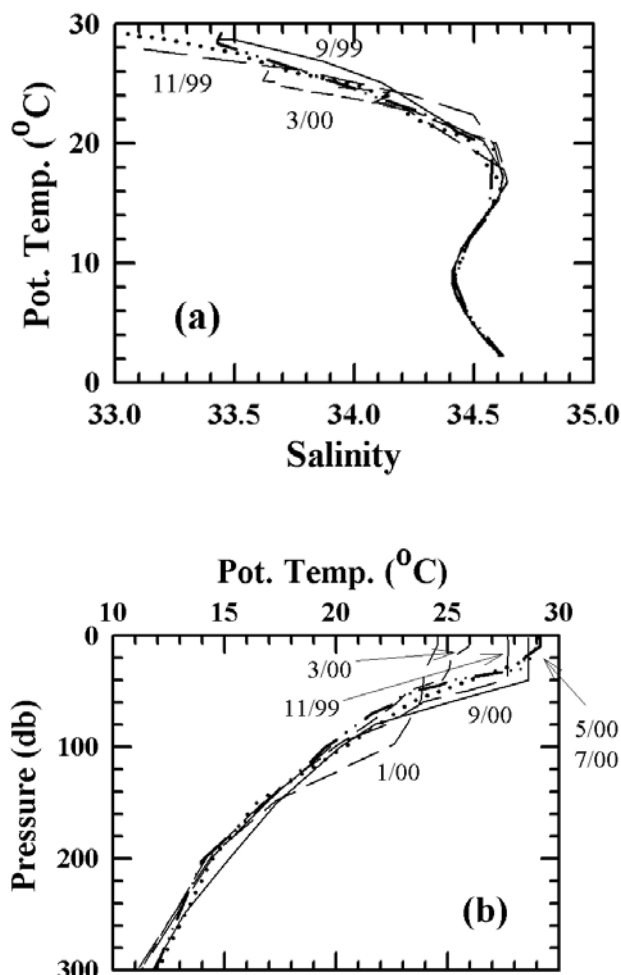 30
20
10
0
Pot. Temp. (°C)
9/99
11/99
3/00
(a)
33.0 33.5 34.0 34.5 35.0
Salinity
Pot. Temp. (°C)
10 15 20 25 30
0
100
200
300
Pressure (db)
3/00
11/99
9/00
5/00
7/00
1/00
(b)